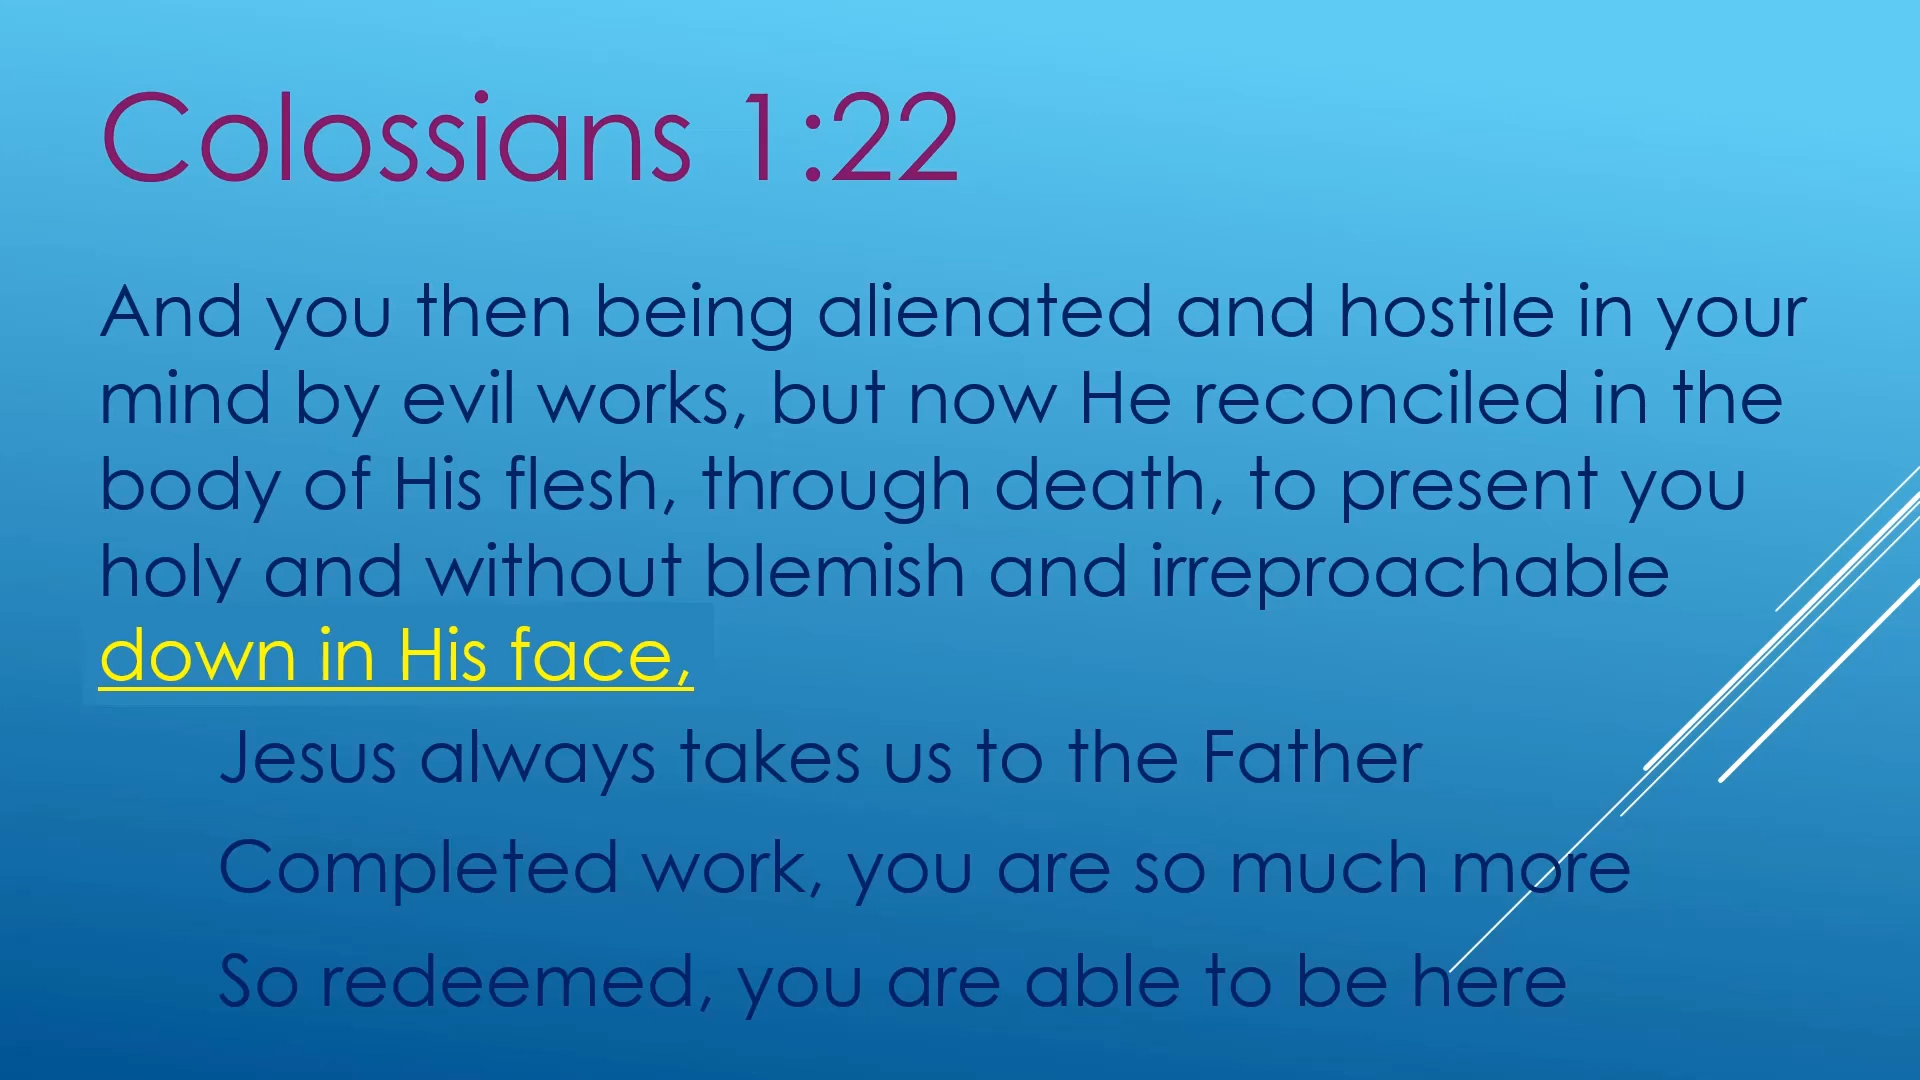 Colossians 1:22
And you then being alienated and hostile in your
mind by evil works, but now He reconciled in the
body of His flesh, through death, to present you
holy and without blemish and irreproachable
down in His face,
Jesus always takes us to the Father
Completed work, you are so much more
So redeemed, you are able to be here